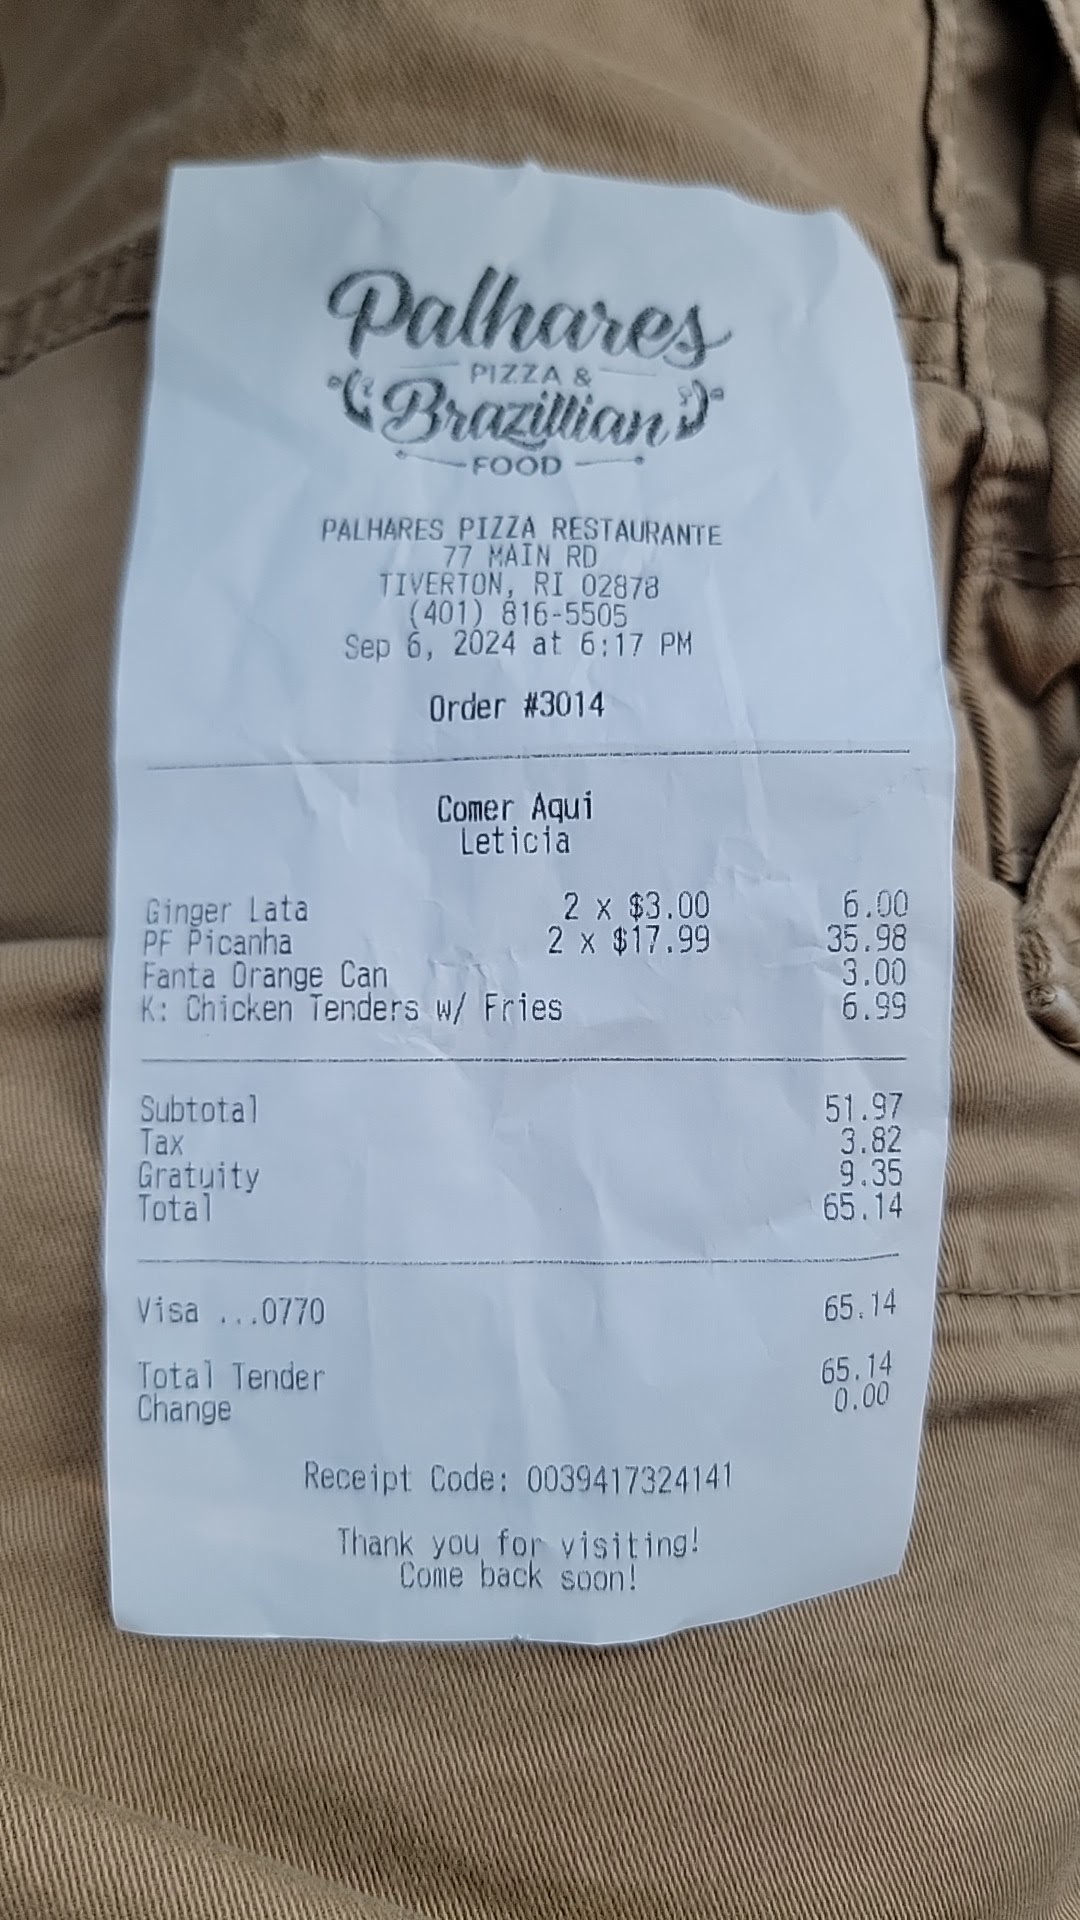 Palhares
PIZZA &
Brazillian
FOOD
PALHARES PIZZA RESTAURANTE
77 MAIN RD
TIVERTON, RI 02878
(401) 816-5505
Sep 6, 2024 at 6:17 PM
Order #3014
Comer Aqui
Leticia
Ginger Lata 2 x $3.00 6.00
PF Picanha 2 x $17.99 35.98
Fanta Orange Can 3.00
K: Chicken Tenders w/ Fries 6.99
Subtotal 51.97
Tax 3.82
Gratuity 9.35
Total 65.14
Visa ...0770 65.14
Total Tender 65.14
Change 0.00
Receipt Code: 0039417324141
Thank you for visiting!
Come back soon!